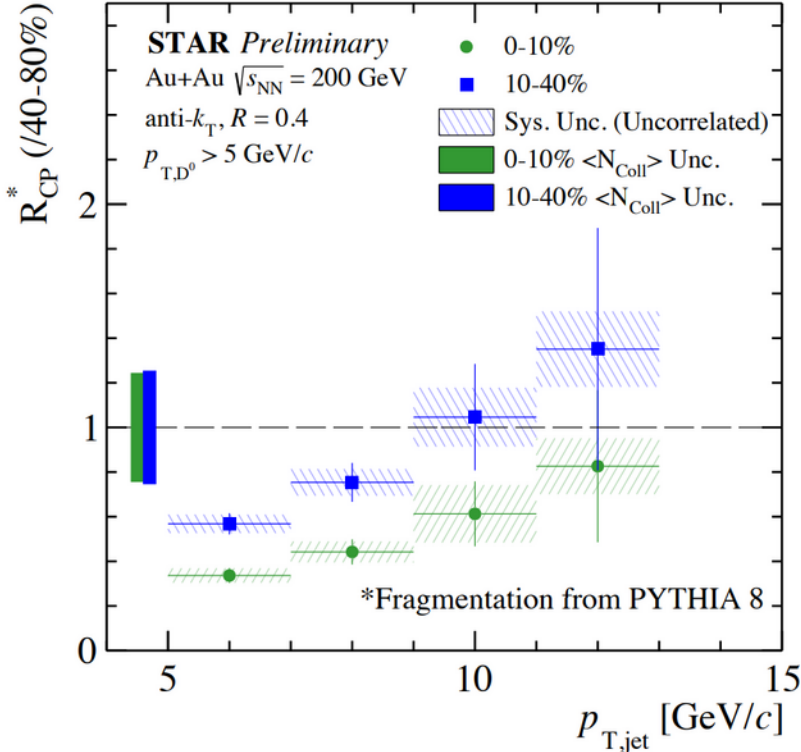 STAR Preliminary
Au+Au √sNN = 200 GeV
anti-kT, R = 0.4
pT,D0 > 5 GeV/c
0-10%
10-40%
Sys. Unc. (Uncorrelated)
0-10% <NColl> Unc.
10-40% <NColl> Unc.
R*CP (/40-80%)
2
1
0
*Fragmentation from PYTHIA 8
5 10 15
pT,jet [GeV/c]